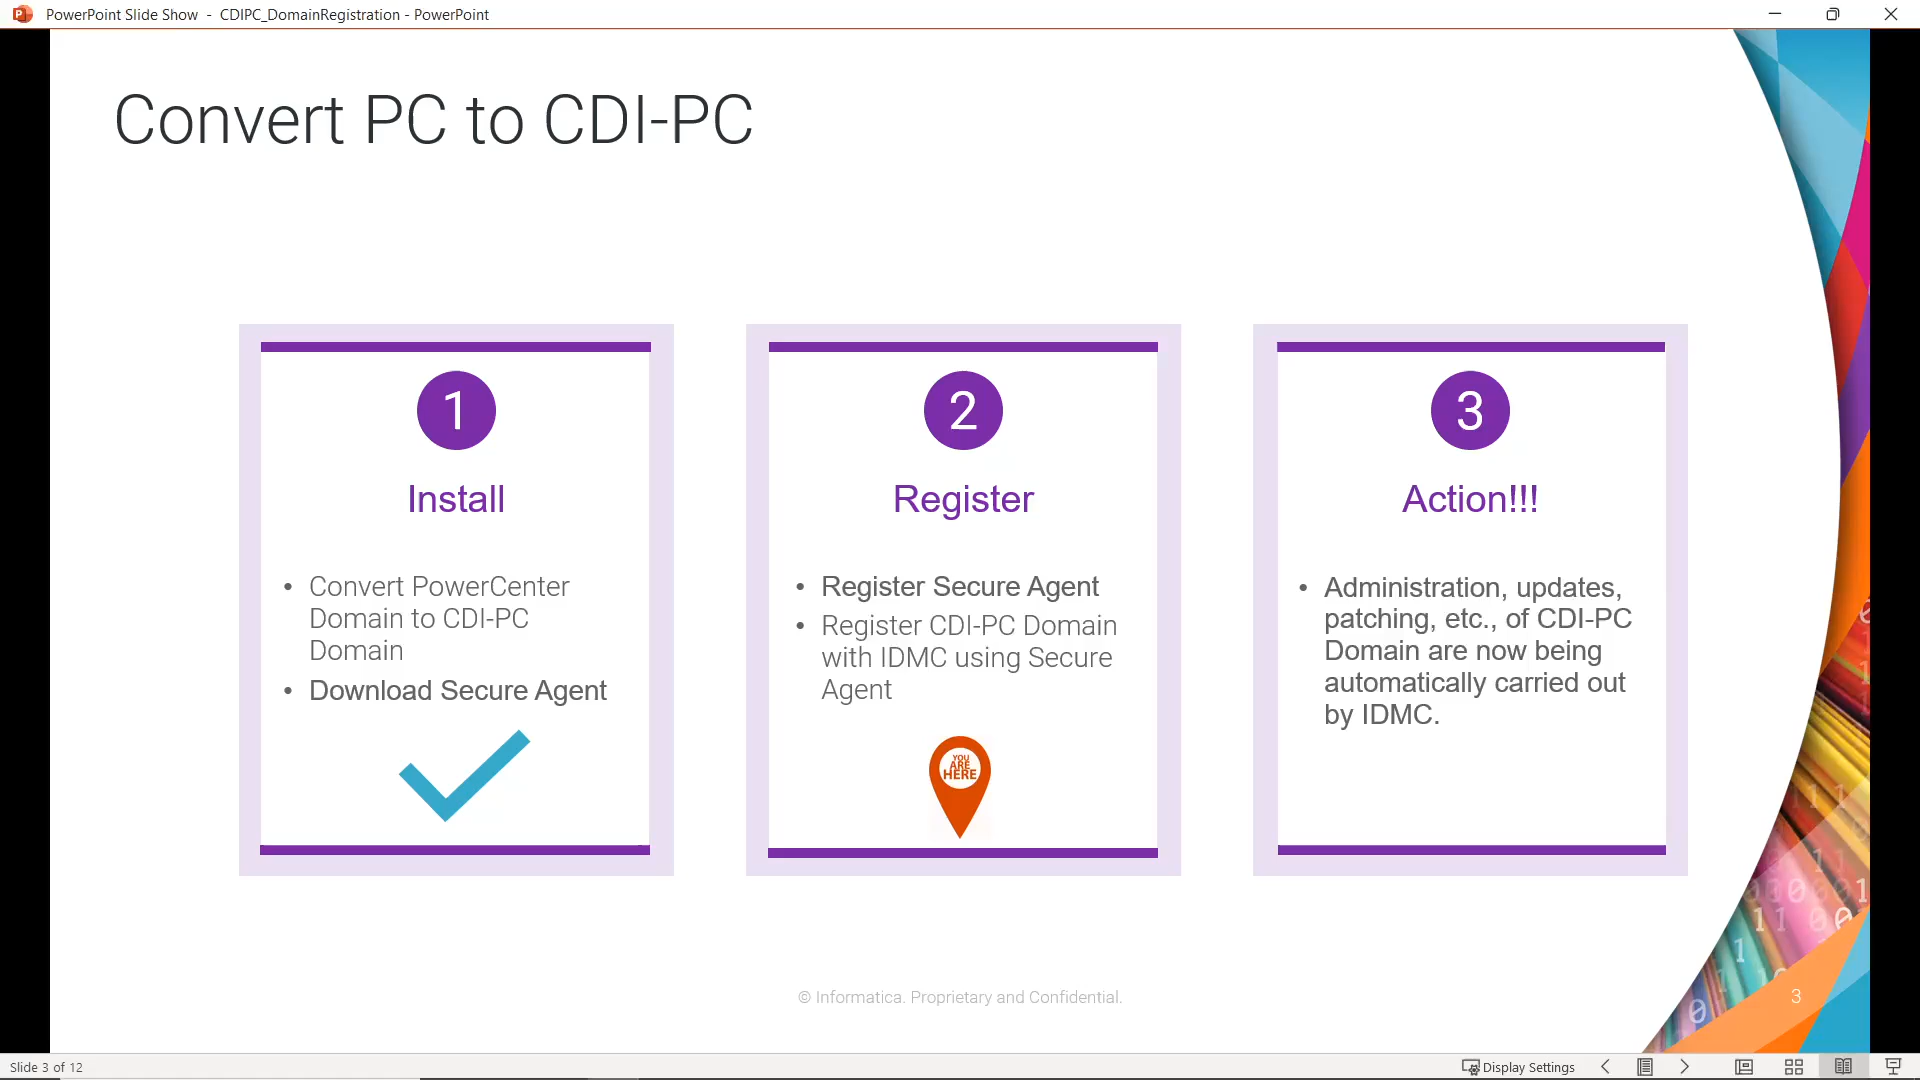 PowerPoint Slide Show - CDIPC_DomainRegistration - PowerPoint
Convert PC to CDI-PC
1
Install
• Convert PowerCenter
Domain to CDI-PC
Domain
• Download Secure Agent
2
Register
• Register Secure Agent
• Register CDI-PC Domain
with IDMC using Secure
Agent
YOU
ARE
HERE
3
Action!!!
• Administration, updates,
patching, etc., of CDI-PC
Domain are now being
automatically carried out
by IDMC.
© Informatica. Proprietary and Confidential.
3
Slide 3 of 12
Display Settings